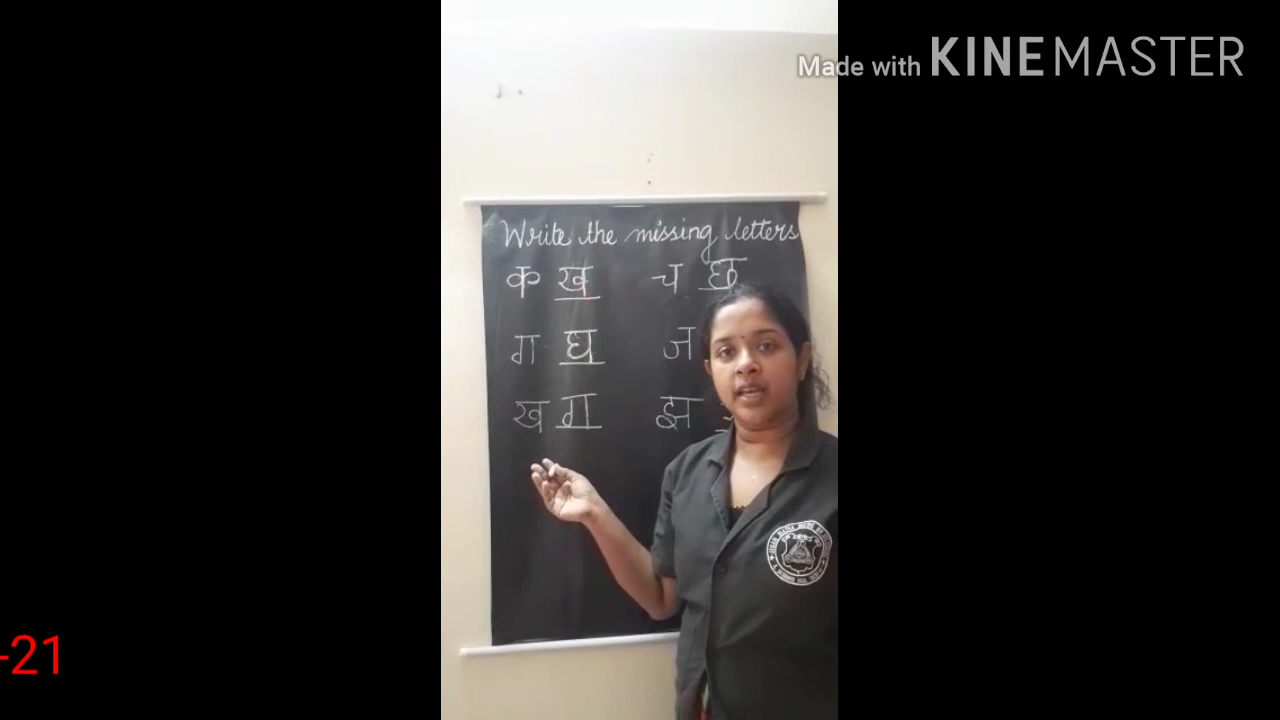 Made with KINEMASTER
Write the missing letters
क ख च छ
ग घ ज
ख ग झ
-21